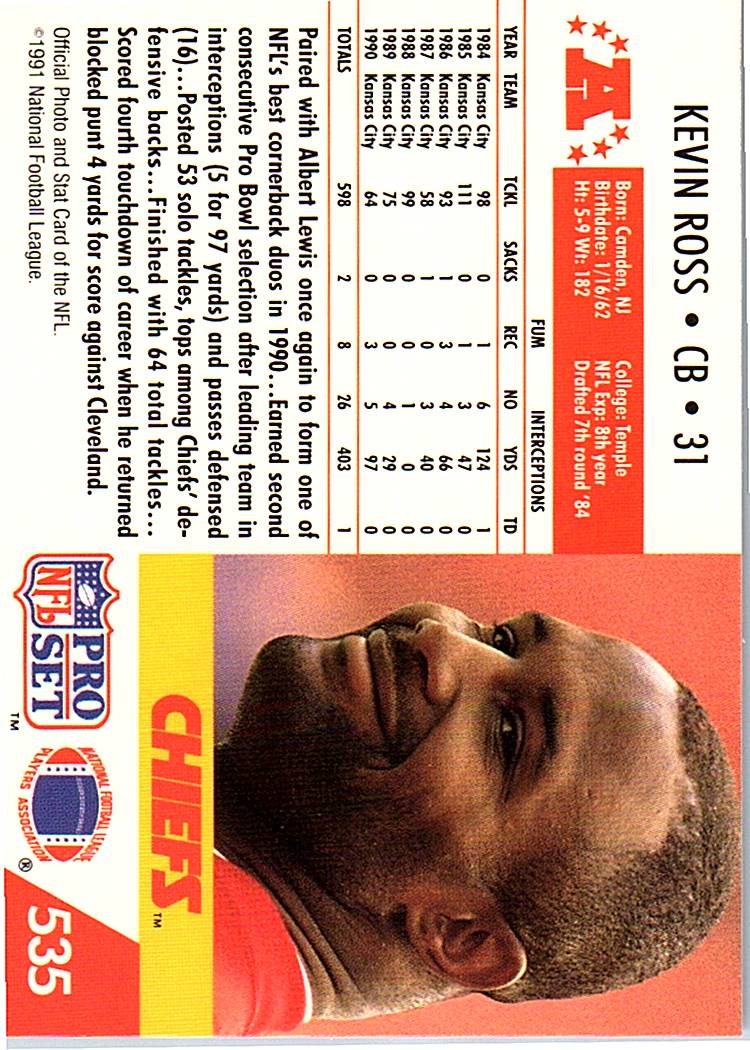 KEVIN ROSS • CB • 31
Born: Camden, NJ
Birthdate: 1/16/62
Ht: 5-9 Wt: 182
College: Temple
NFL Exp: 8th year
Drafted 7th round '84
A
FUM INTERCEPTIONS
YEAR TEAM TCKL SACKS REC NO YDS TD
1984 Kansas City 98 0 1 6 124 1
1985 Kansas City 111 0 1 3 47 0
1986 Kansas City 93 1 3 4 66 0
1987 Kansas City 58 1 0 3 40 0
1988 Kansas City 99 0 0 1 0 0
1989 Kansas City 75 0 0 4 29 0
1990 Kansas City 64 0 3 5 97 0
TOTALS 598 2 8 26 403 1
Paired with Albert Lewis once again to form one of
NFL's best cornerback duos in 1990...Earned second
consecutive Pro Bowl selection after leading team in
interceptions (5 for 97 yards) and passes defensed
(16)...Posted 53 solo tackles, tops among Chiefs' de-
fensive backs...Finished with 64 total tackles...
Scored fourth touchdown of career when he returned
blocked punt 4 yards for score against Cleveland.
Official Photo and Stat Card of the NFL.
©1991 National Football League.
CHIEFS™
PRO
NFL SET™
NATIONAL FOOTBALL LEAGUE
PLAYERS ASSOCIATION®
535